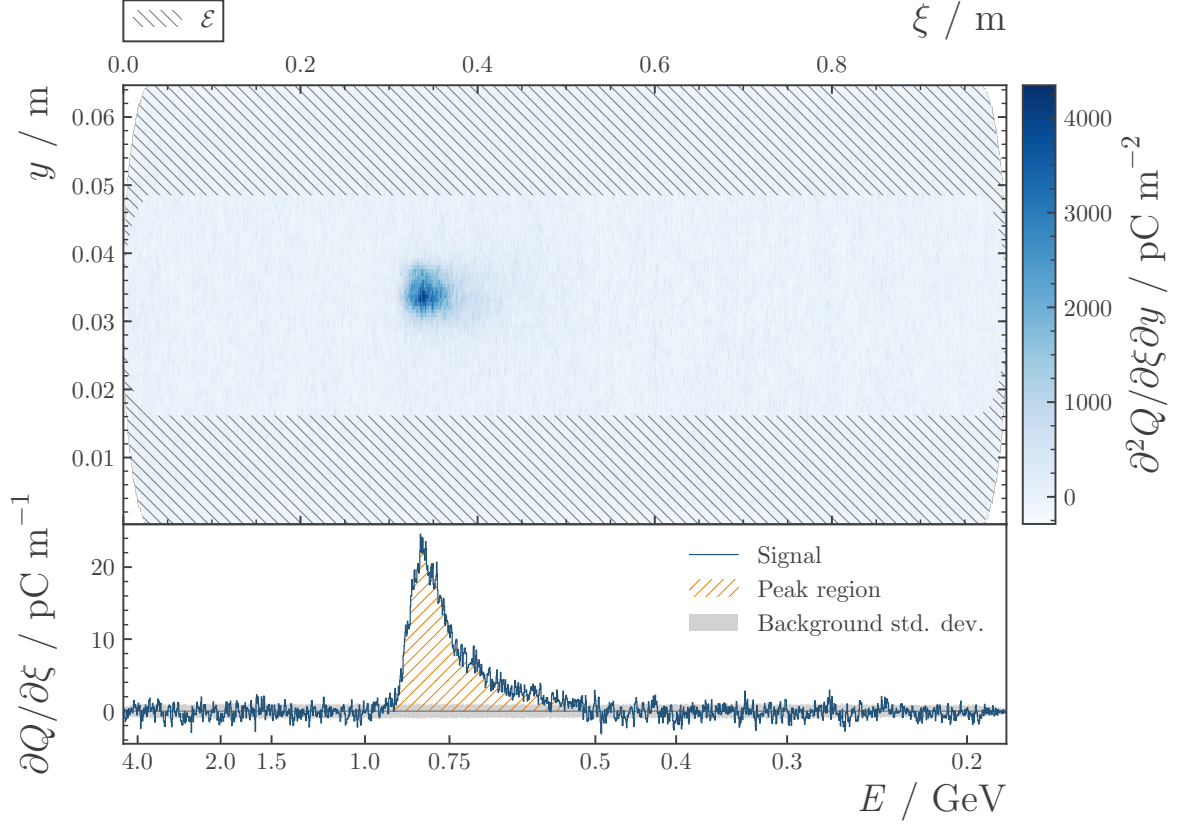 ℰ
ξ / m
0.0 0.2 0.4 0.6 0.8
y / m
0.06
0.05
0.04
0.03
0.02
0.01
4000
3000
2000
1000
0
∂²Q/∂ξ∂y / pC m⁻²
∂Q/∂ξ / pC m⁻¹
20
10
0
Signal
Peak region
Background std. dev.
4.0 2.0 1.5 1.0 0.75 0.5 0.4 0.3 0.2
E / GeV